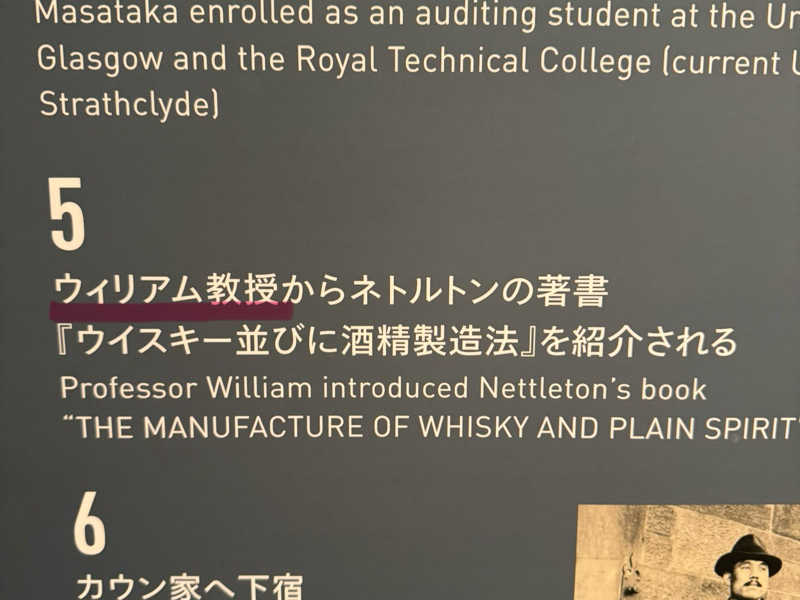 Masataka enrolled as an auditing student at the
Glasgow and the Royal Technical College (current
Strathclyde)
5
ウィリアム教授からネトルトンの著書
『ウイスキー並びに酒精製造法』を紹介される
Professor William introduced Nettleton's book
“THE MANUFACTURE OF WHISKY AND PLAIN SPIRIT”
6
カウン家へ下宿